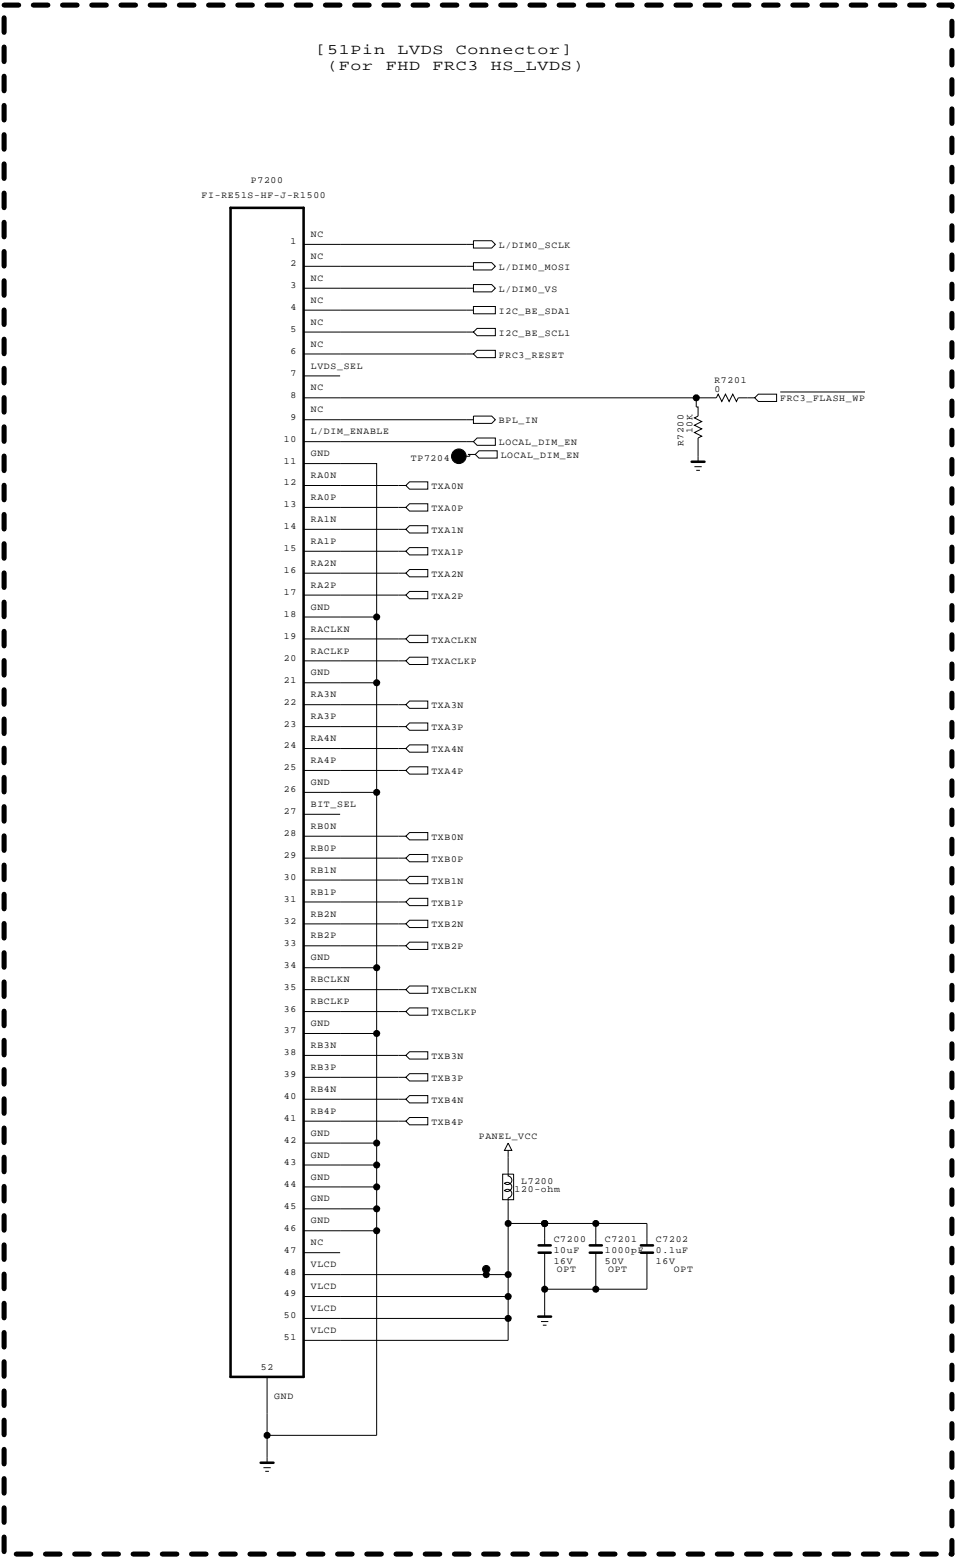 [51Pin LVDS Connector]
(For FHD FRC3 HS_LVDS)
P7200
FI-RE51S-HF-J-R1500
1 NC L/DIM0_SCLK
2 NC L/DIM0_MOSI
3 NC L/DIM0_VS
4 NC I2C_BE_SDA1
5 NC I2C_BE_SCL1
6 NC FRC3_RESET
7 LVDS_SEL
R7201
0
8 NC FRC3_FLASH_WP
R7200
10K
9 NC BPL_IN
10 L/DIM_ENABLE LOCAL_DIM_EN
TP7204 LOCAL_DIM_EN
11 GND
12 RA0N TXA0N
13 RA0P TXA0P
14 RA1N TXA1N
15 RA1P TXA1P
16 RA2N TXA2N
17 RA2P TXA2P
18 GND
19 RACLKN TXACLKN
20 RACLKP TXACLKP
21 GND
22 RA3N TXA3N
23 RA3P TXA3P
24 RA4N TXA4N
25 RA4P TXA4P
26 GND
27 BIT_SEL
28 RB0N TXB0N
29 RB0P TXB0P
30 RB1N TXB1N
31 RB1P TXB1P
32 RB2N TXB2N
33 RB2P TXB2P
34 GND
35 RBCLKN TXBCLKN
36 RBCLKP TXBCLKP
37 GND
38 RB3N TXB3N
39 RB3P TXB3P
40 RB4N TXB4N
41 RB4P TXB4P
42 GND
43 GND
44 GND
45 GND
46 GND
47 NC
48 VLCD
49 VLCD
50 VLCD
51 VLCD
PANEL_VCC
L7200
120-ohm
C7200
10uF
16V
OPT
C7201
1000pF
50V
OPT
C7202
0.1uF
16V
OPT
52
GND